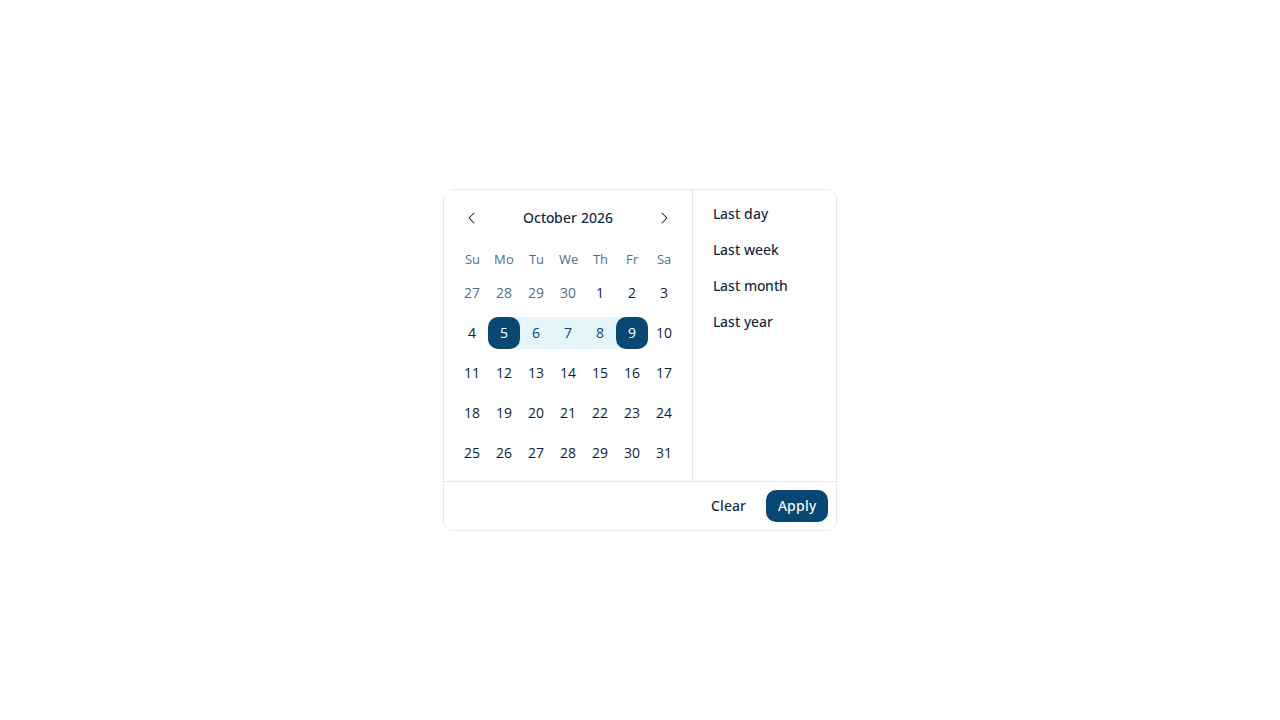 October 2026
Su Mo Tu We Th Fr Sa
27 28 29 30 1 2 3
4 5 6 7 8 9 10
11 12 13 14 15 16 17
18 19 20 21 22 23 24
25 26 27 28 29 30 31
Last day
Last week
Last month
Last year
Clear Apply